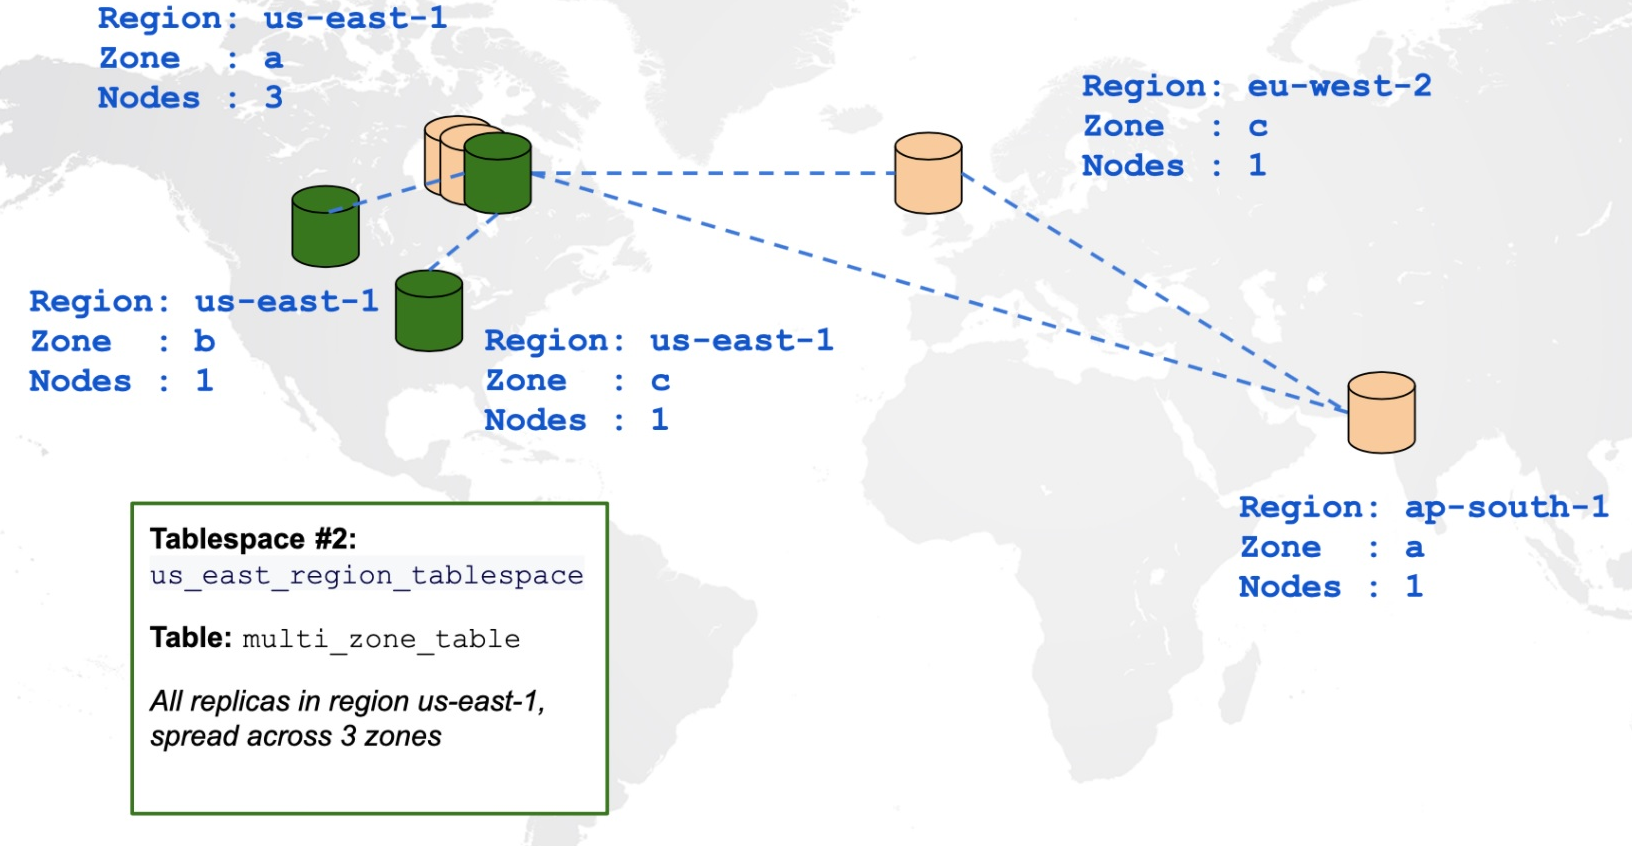 Region: us-east-1
Zone   : a
Nodes : 3
Region: eu-west-2
Zone   : c
Nodes : 1
Region: us-east-1
Zone   : b
Nodes : 1
Region: us-east-1
Zone   : c
Nodes : 1
Region: ap-south-1
Zone   : a
Nodes : 1
Tablespace #2:
us_east_region_tablespace
Table: multi_zone_table
All replicas in region us-east-1,
spread across 3 zones